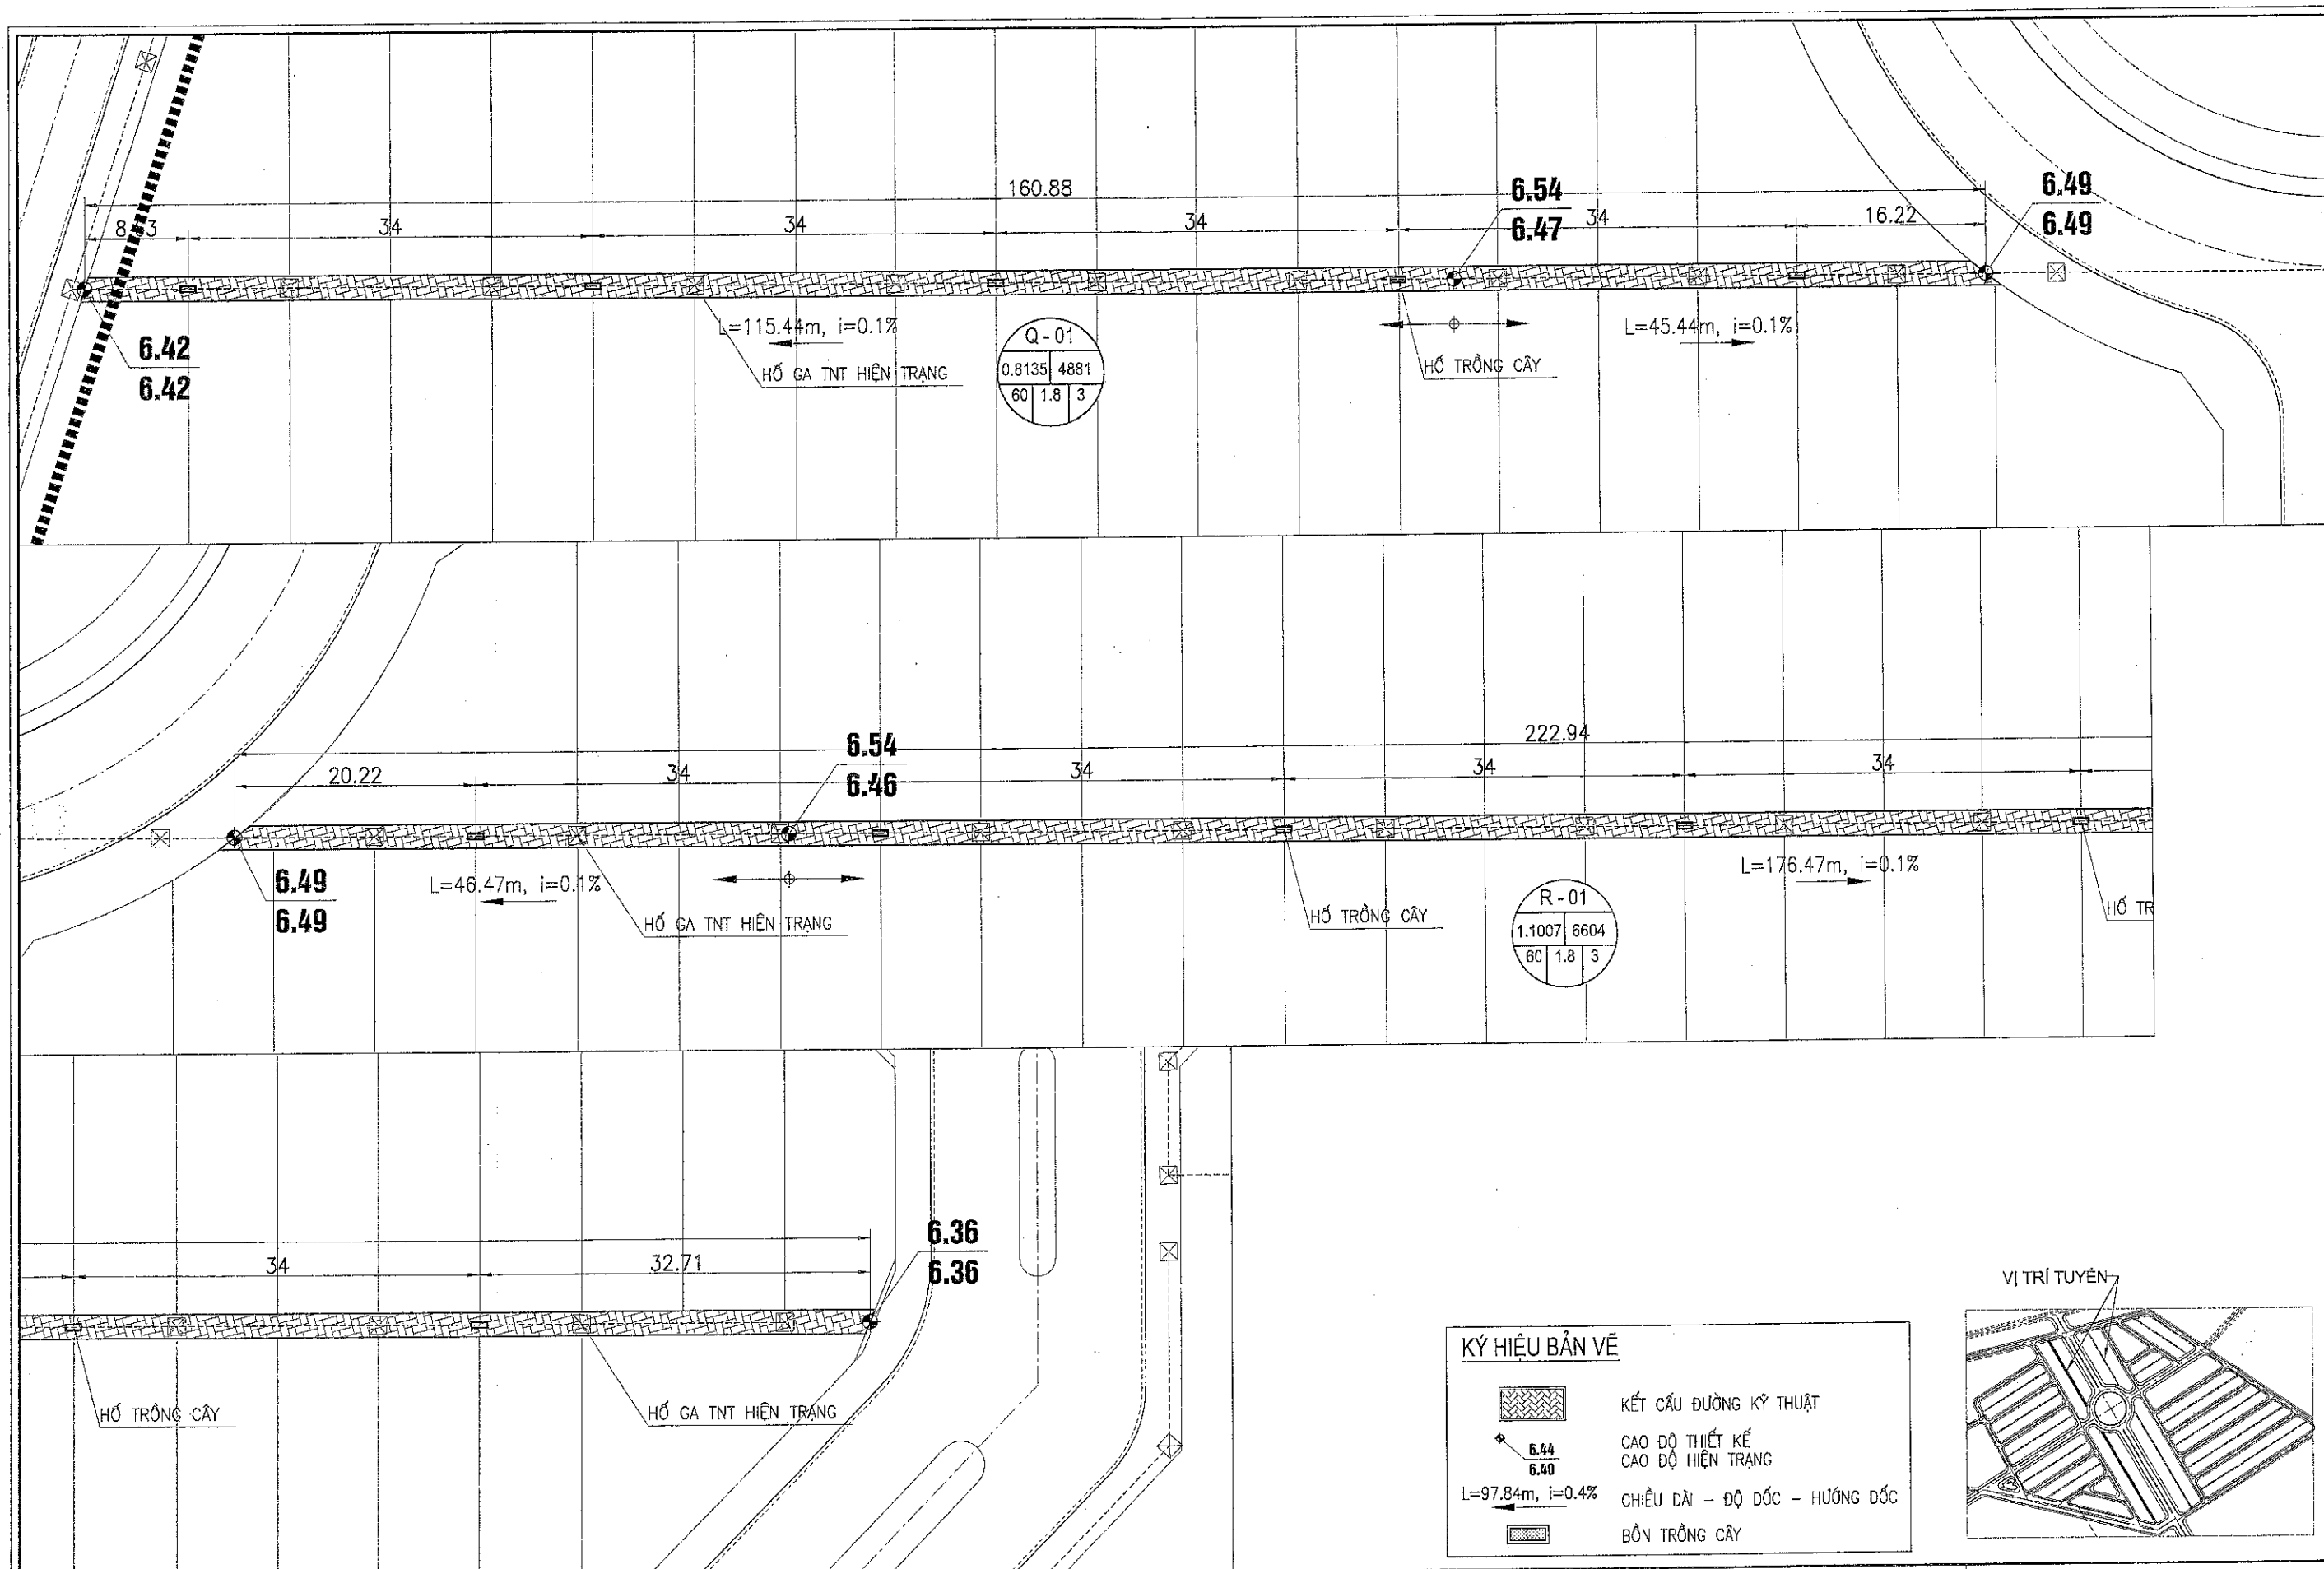 160.88
6.54
6.47
6.49
6.49
34
34
34
34
16.22
6.42
6.42
L=115.44m, i=0.1%
HỐ GA TNT HIỆN TRẠNG
Q-01
0.8135 4881
60 1.8 3
HỐ TRỒNG CÂY
L=45.44m, i=0.1%
222.94
6.54
6.46
20.22
34
34
34
34
6.49
6.49
L=46.47m, i=0.1%
HỐ GA TNT HIỆN TRẠNG
HỐ TRỒNG CÂY
R-01
1.1007 6604
60 1.8 3
L=176.47m, i=0.1%
HỐ TR
34
32.71
6.36
6.36
HỐ TRỒNG CÂY
HỐ GA TNT HIỆN TRẠNG
VỊ TRÍ TUYẾN
KÝ HIỆU BẢN VẼ
KẾT CẤU ĐƯỜNG KỸ THUẬT
6.44
6.40
CAO ĐỘ THIẾT KẾ
CAO ĐỘ HIỆN TRẠNG
L=97.84m, i=0.4%
CHIỀU DÀI - ĐỘ DỐC - HƯỚNG DỐC
BỒN TRỒNG CÂY